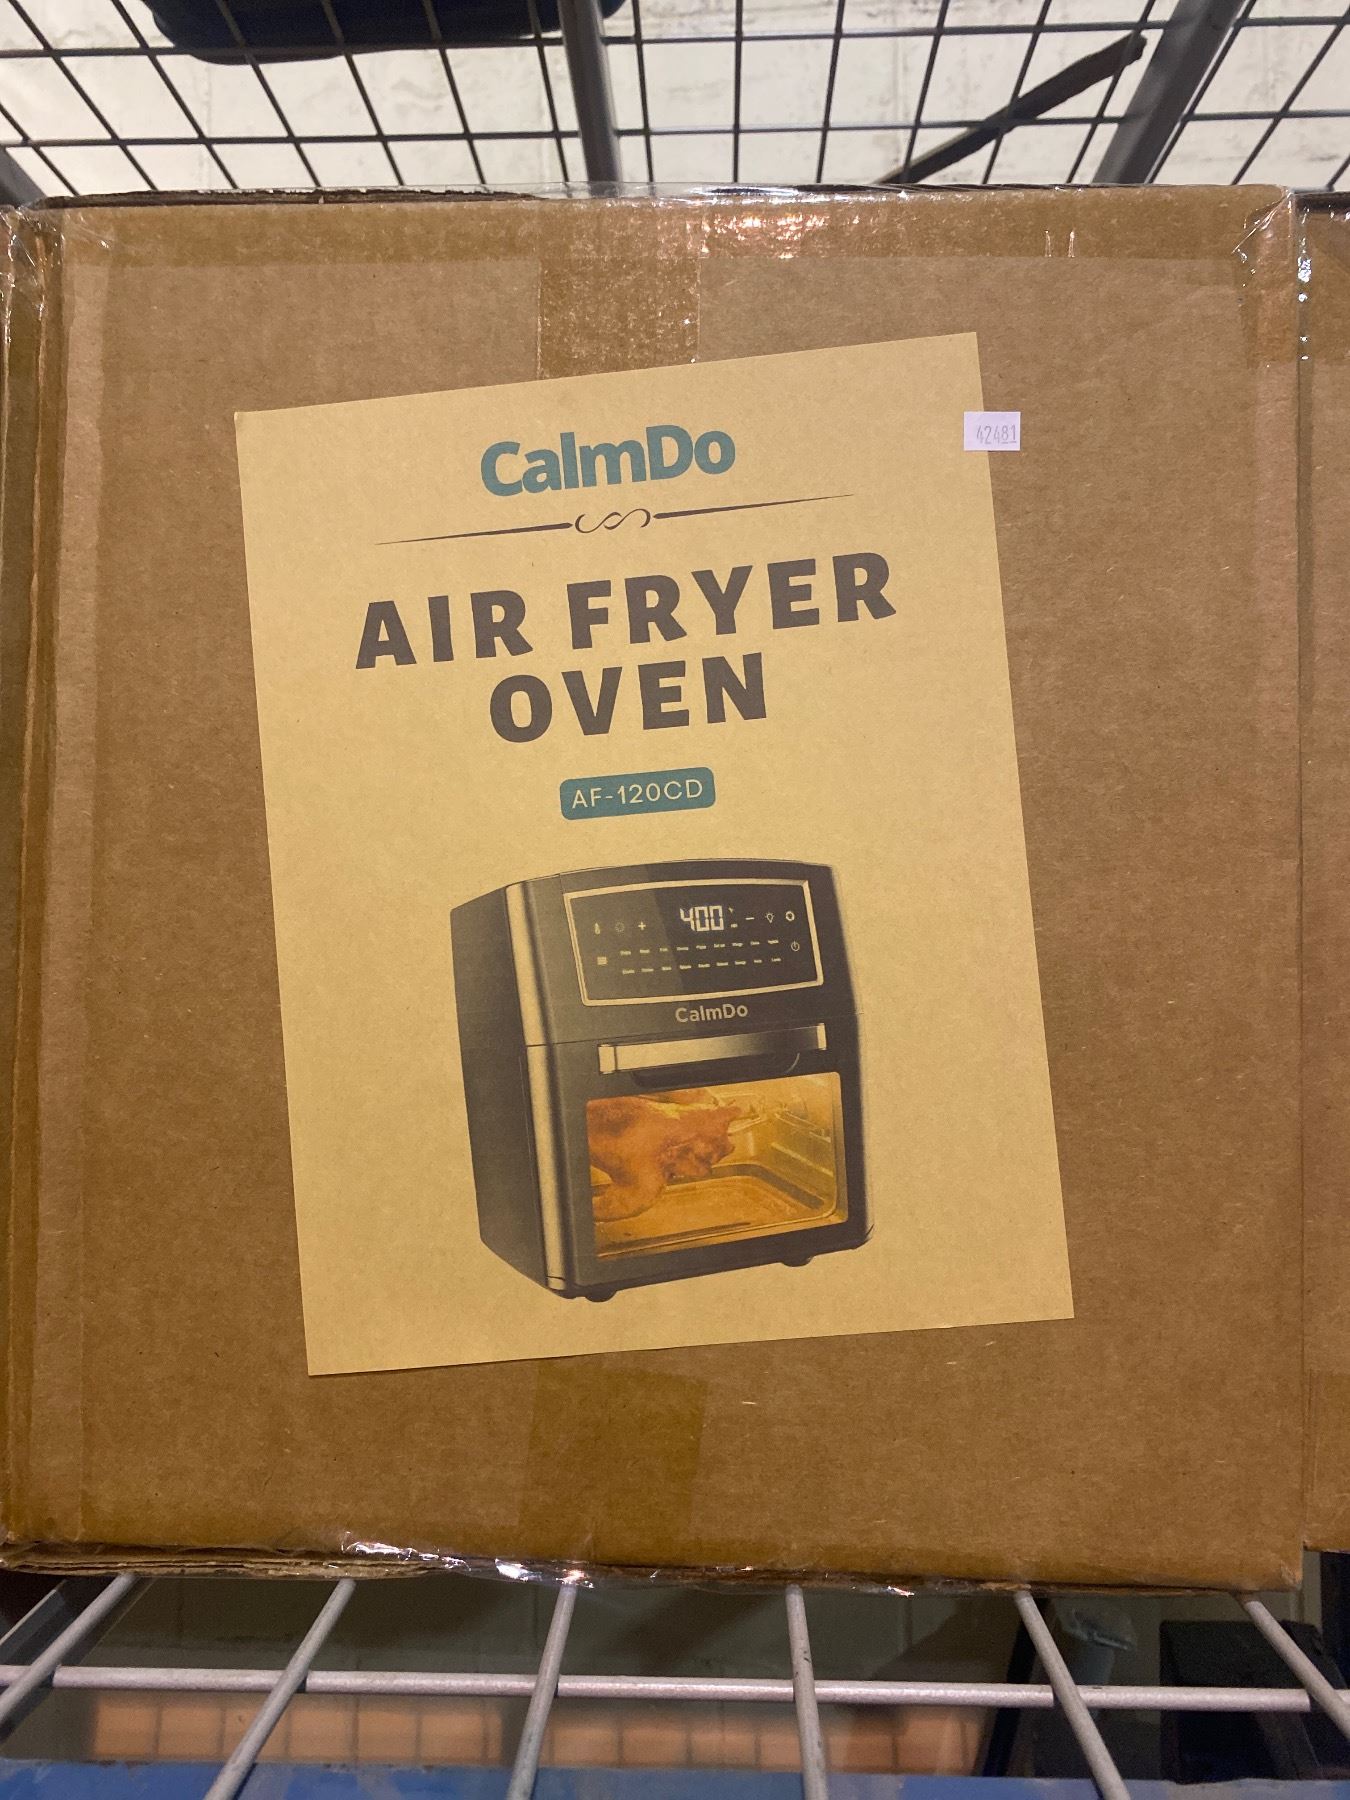 CalmDo
42481
AIR FRYER
OVEN
AF-120CD
400
CalmDo